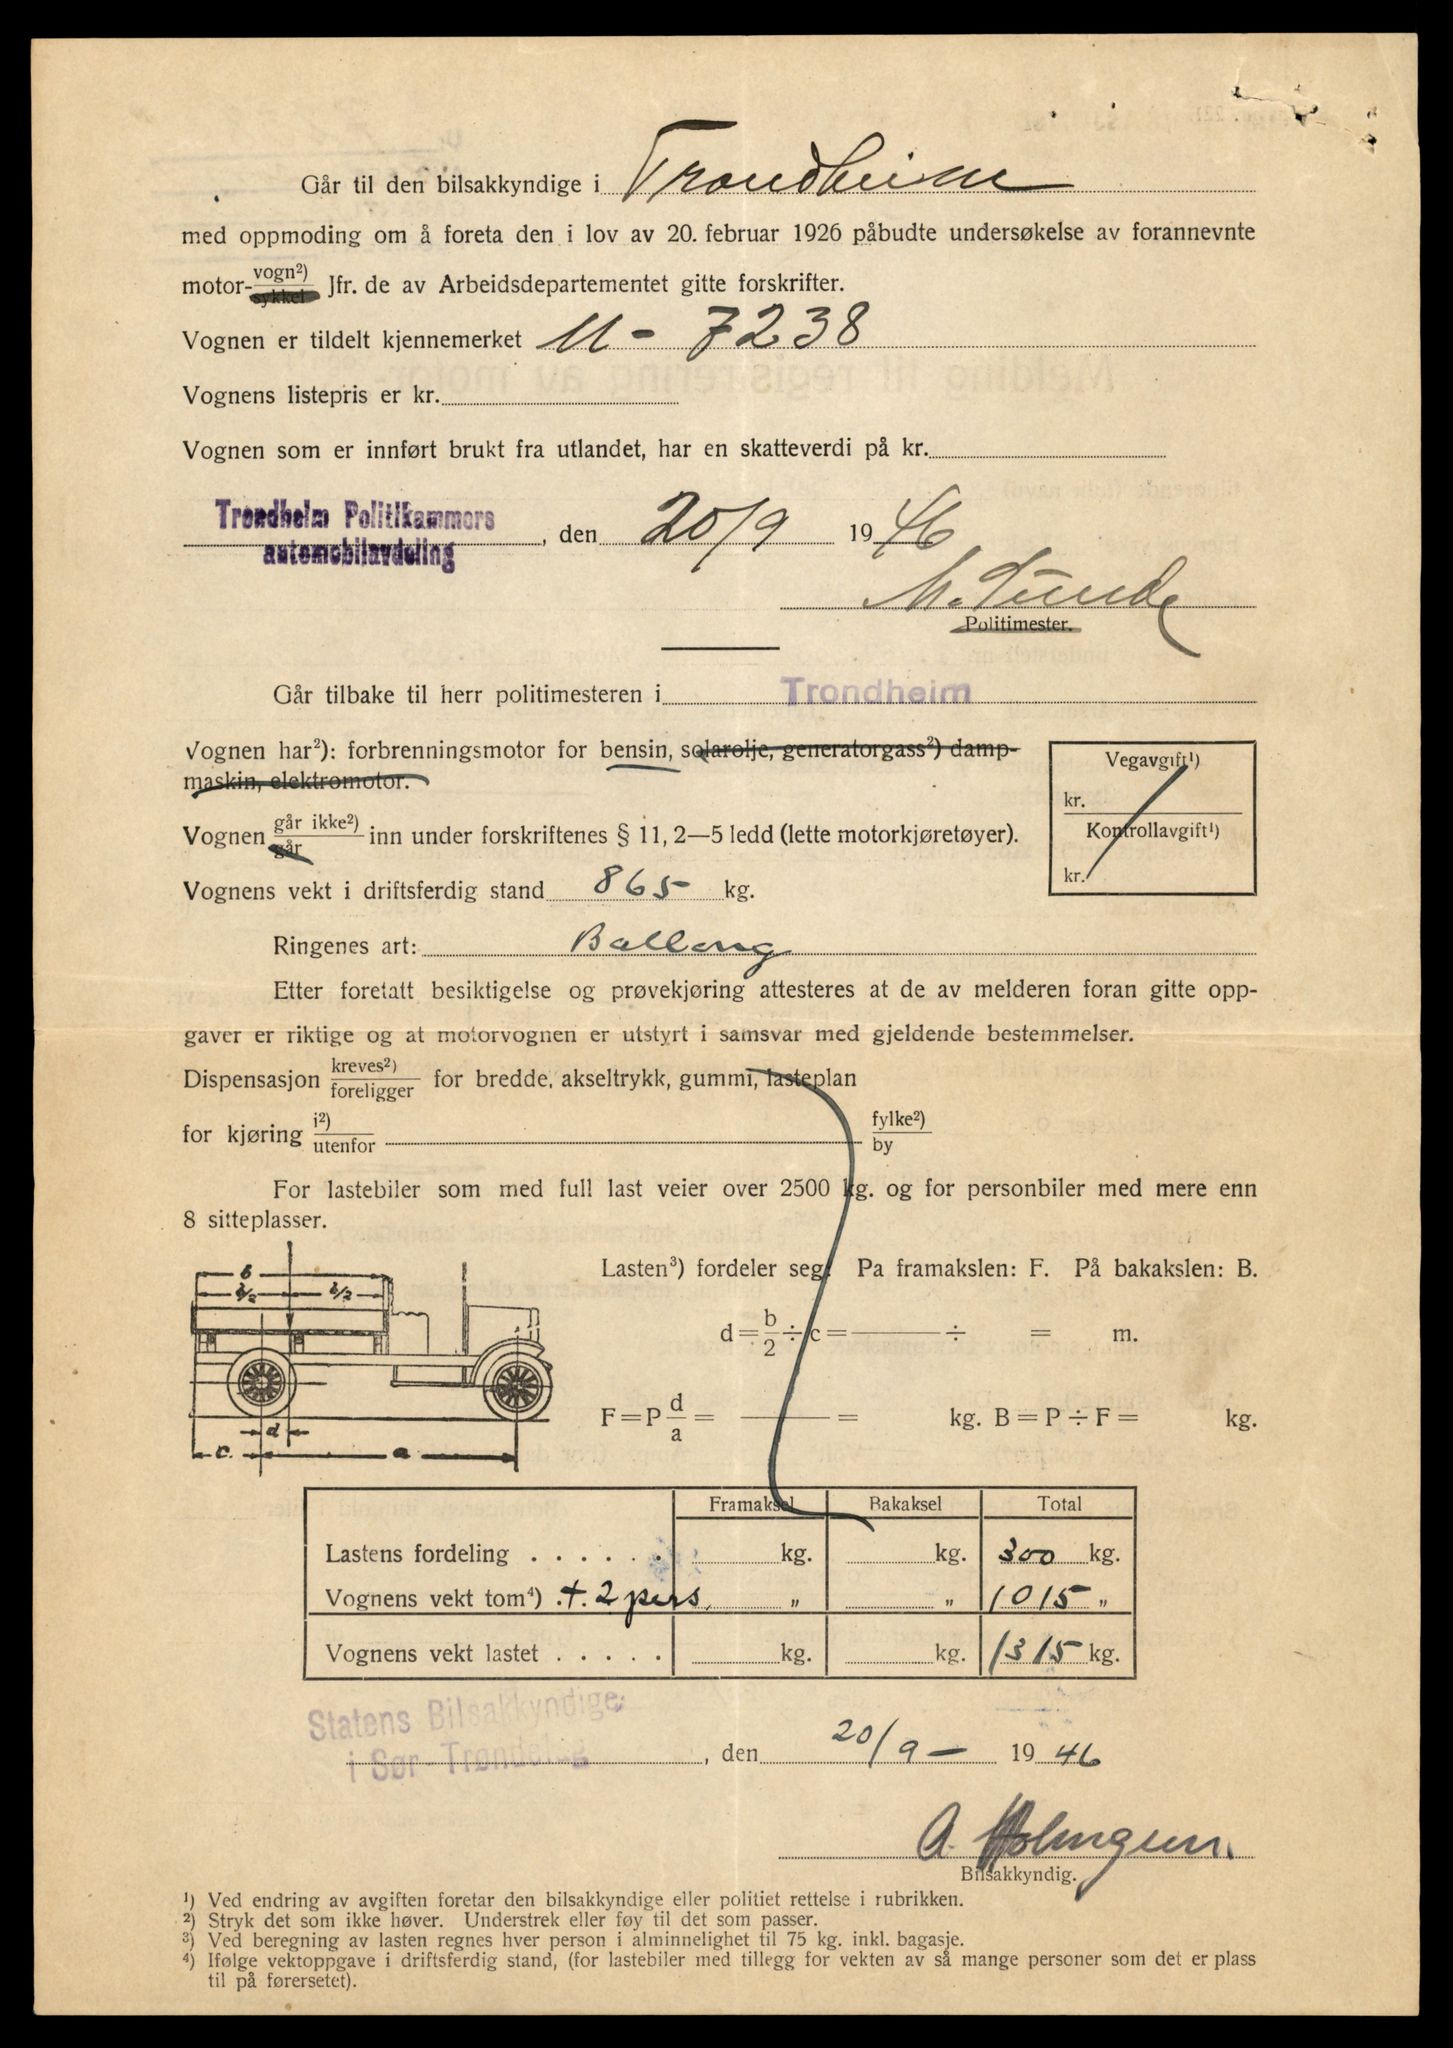 Går til den bilsakkyndige i Trondheim
med oppmoding om å foreta den i lov av 20. februar 1926 påbudte undersøkelse av forannevnte
motor-vogn²) sykkel Jfr. de av Arbeidsdepartementet gitte forskrifter.
Vognen er tildelt kjennemerket U - 7238
Vognens listepris er kr.
Vognen som er innført brukt fra utlandet, har en skatteverdi på kr.
Trondheim Politikammers
automobilavdeling
, den 20/9 1946
M. Sunde
Politimester.
Går tilbake til herr politimesteren i Trondheim
Vognen har²): forbrenningsmotor for bensin, solarolje, generatorgass²) damp-
maskin, elektromotor.
Vegavgift¹)
kr.
Kontrollavgift¹)
kr.
Vognen går ikke²) går inn under forskriftenes § 11, 2—5 ledd (lette motorkjøretøyer).
Vognens vekt i driftsferdig stand 865 kg.
Ringenes art: Ballong
Etter foretatt besiktigelse og prøvekjøring attesteres at de av melderen foran gitte opp-
gaver er riktige og at motorvognen er utstyrt i samsvar med gjeldende bestemmelser.
Dispensasjon kreves²) foreligger for bredde, akseltrykk, gummi, lasteplan
for kjøring i²) utenfor fylke²) by
For lastebiler som med full last veier over 2500 kg. og for personbiler med mere enn
8 sitteplasser.
Lasten³) fordeler seg: Pa framakslen: F. På bakakslen: B.
b
b/2 b/2
d = b/2 ÷ c = ÷ = m.
F = P d/a = = kg. B = P ÷ F = kg.
d
c. a
Framaksel Bakaksel Total
Lastens fordeling . . . . . . kg. kg. 300 kg.
Vognens vekt tom⁴) . + 2 pers. „ „ 1015 „
Vognens vekt lastet . . . . . kg. kg. 1315 kg.
Statens Bilsakkyndige
i Sør-Trøndelag
, den 20/9 - 1946
A. Holmgren.
Bilsakkyndig.
¹) Ved endring av avgiften foretar den bilsakkyndige eller politiet rettelse i rubrikken.
²) Stryk det som ikke høver. Understrek eller føy til det som passer.
³) Ved beregning av lasten regnes hver person i alminnelighet til 75 kg. inkl. bagasje.
⁴) Ifølge vektoppgave i driftsferdig stand, (for lastebiler med tillegg for vekten av så mange personer som det er plass
til på førersetet).